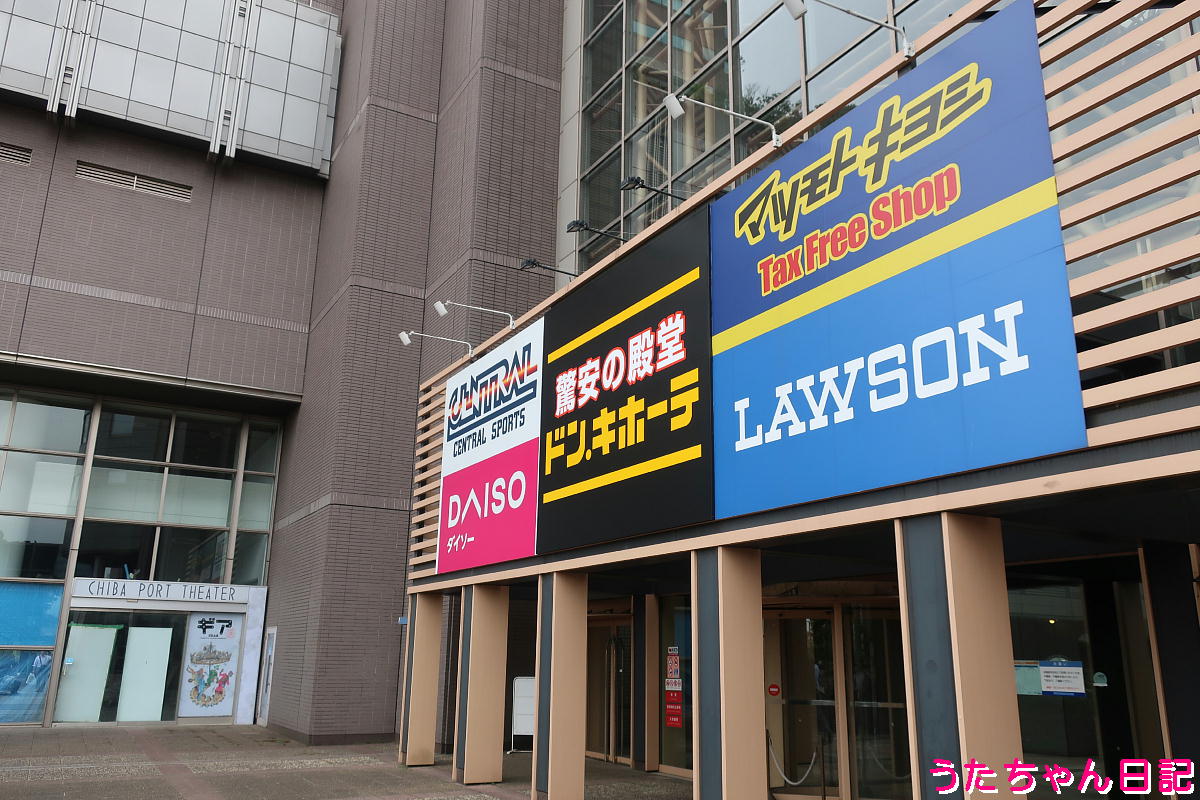 CENTRAL
CENTRAL SPORTS
DAISO
ダイソー
驚安の殿堂
ドン.キホーテ
マツモトキヨシ
Tax Free Shop
LAWSON
CHIBA PORT THEATER
ギア
うたちゃん日記